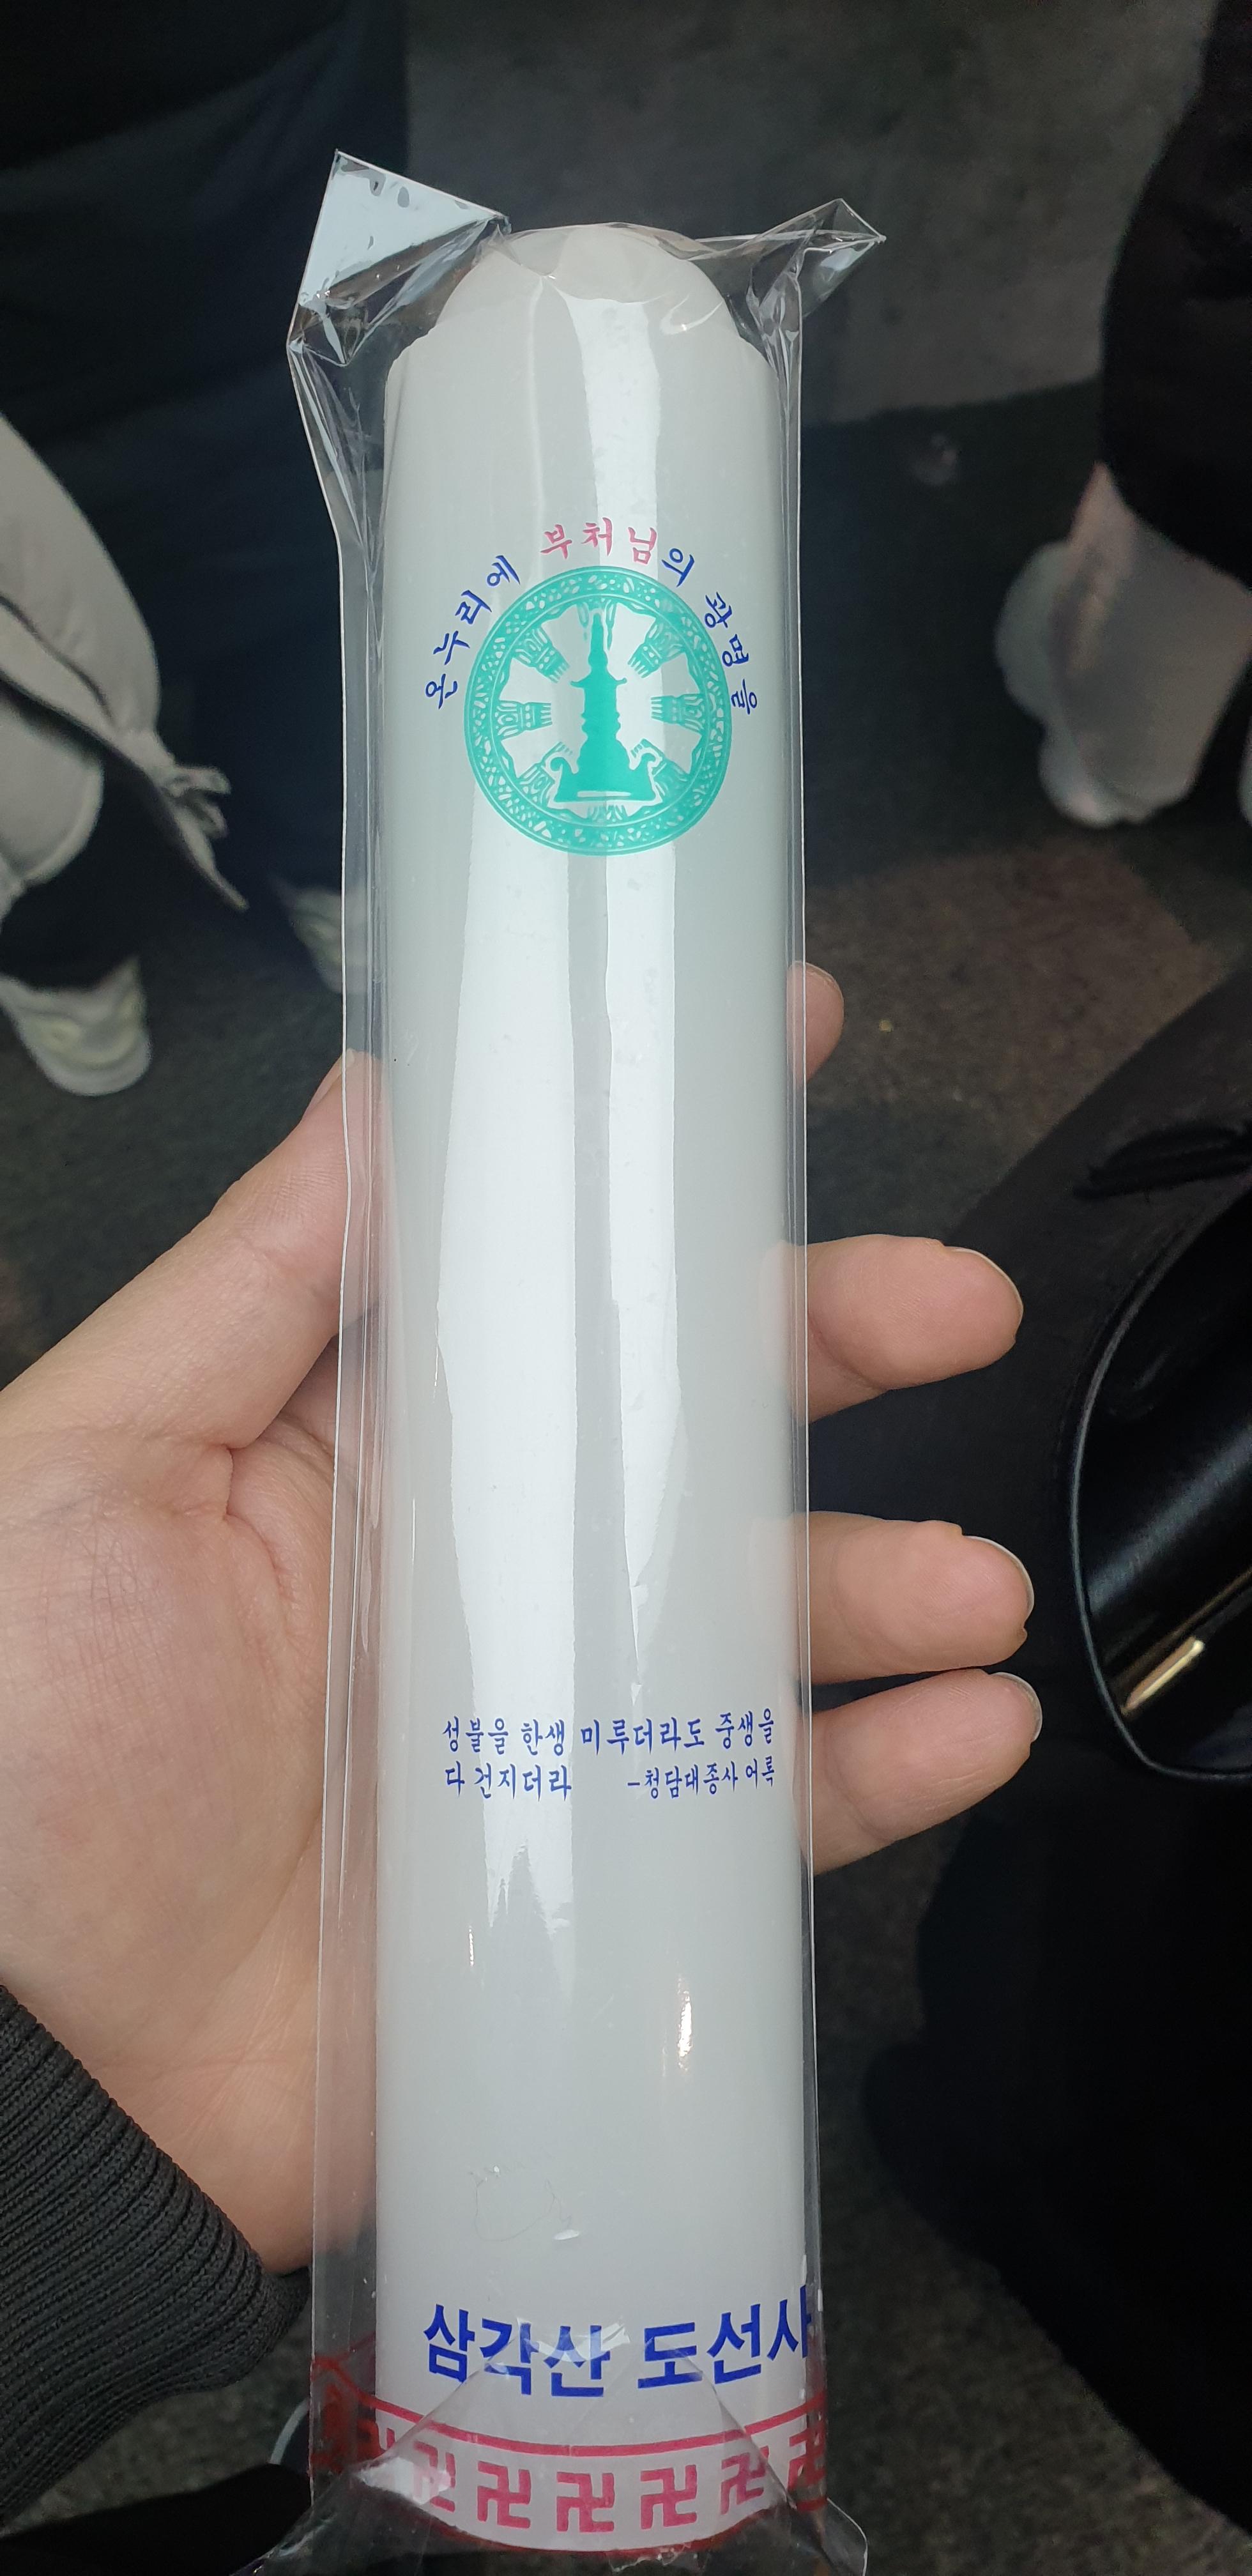 온누리에 부처님의 광명을
성불을 한생 미루더라도 중생을
다 건지더라 -청담대종사 어록
삼각산 도선사
卍 卍 卍 卍 卍 卍